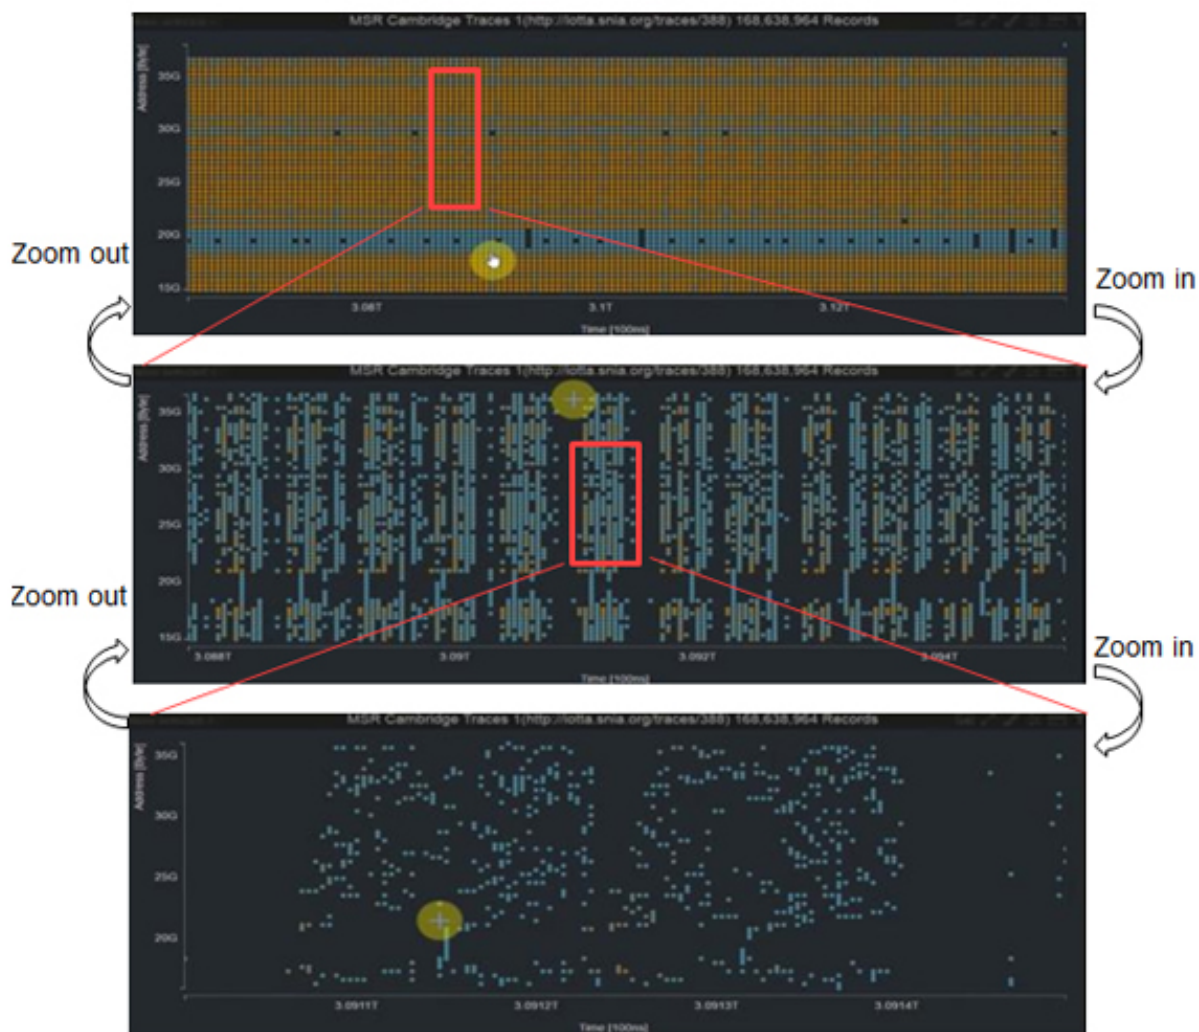 MSR Cambridge Traces 1(http://iotta.snia.org/traces/388) 168,638,964 Records
Address [Byte]
35G
30G
25G
20G
15G
3.08T
3.1T
3.12T
Time [100ns]
Zoom out
Zoom in
MSR Cambridge Traces 1(http://iotta.snia.org/traces/388) 168,638,964 Records
Address [Byte]
35G
30G
25G
20G
15G
3.088T
3.09T
3.092T
3.094T
Time [100ns]
Zoom out
Zoom in
MSR Cambridge Traces 1(http://iotta.snia.org/traces/388) 168,638,964 Records
Address [Byte]
35G
30G
25G
20G
3.0911T
3.0912T
3.0913T
3.0914T
Time [100ns]